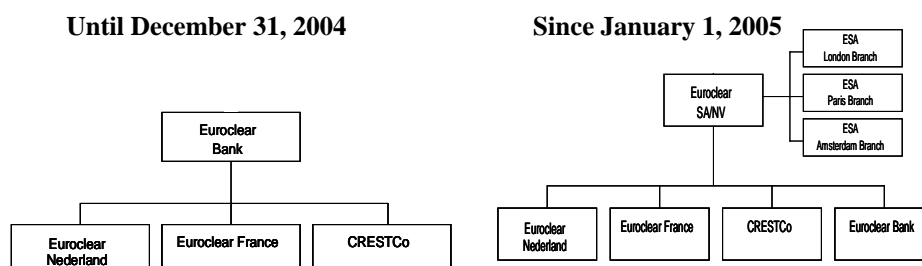 Until December 31, 2004
Euroclear
Bank
Euroclear
Nederland
Euroclear France
CRESTCo
Since January 1, 2005
ESA
London Branch
Euroclear
SA/NV
ESA
Paris Branch
ESA
Amsterdam Branch
Euroclear
Nederland
Euroclear France
CRESTCo
Euroclear Bank